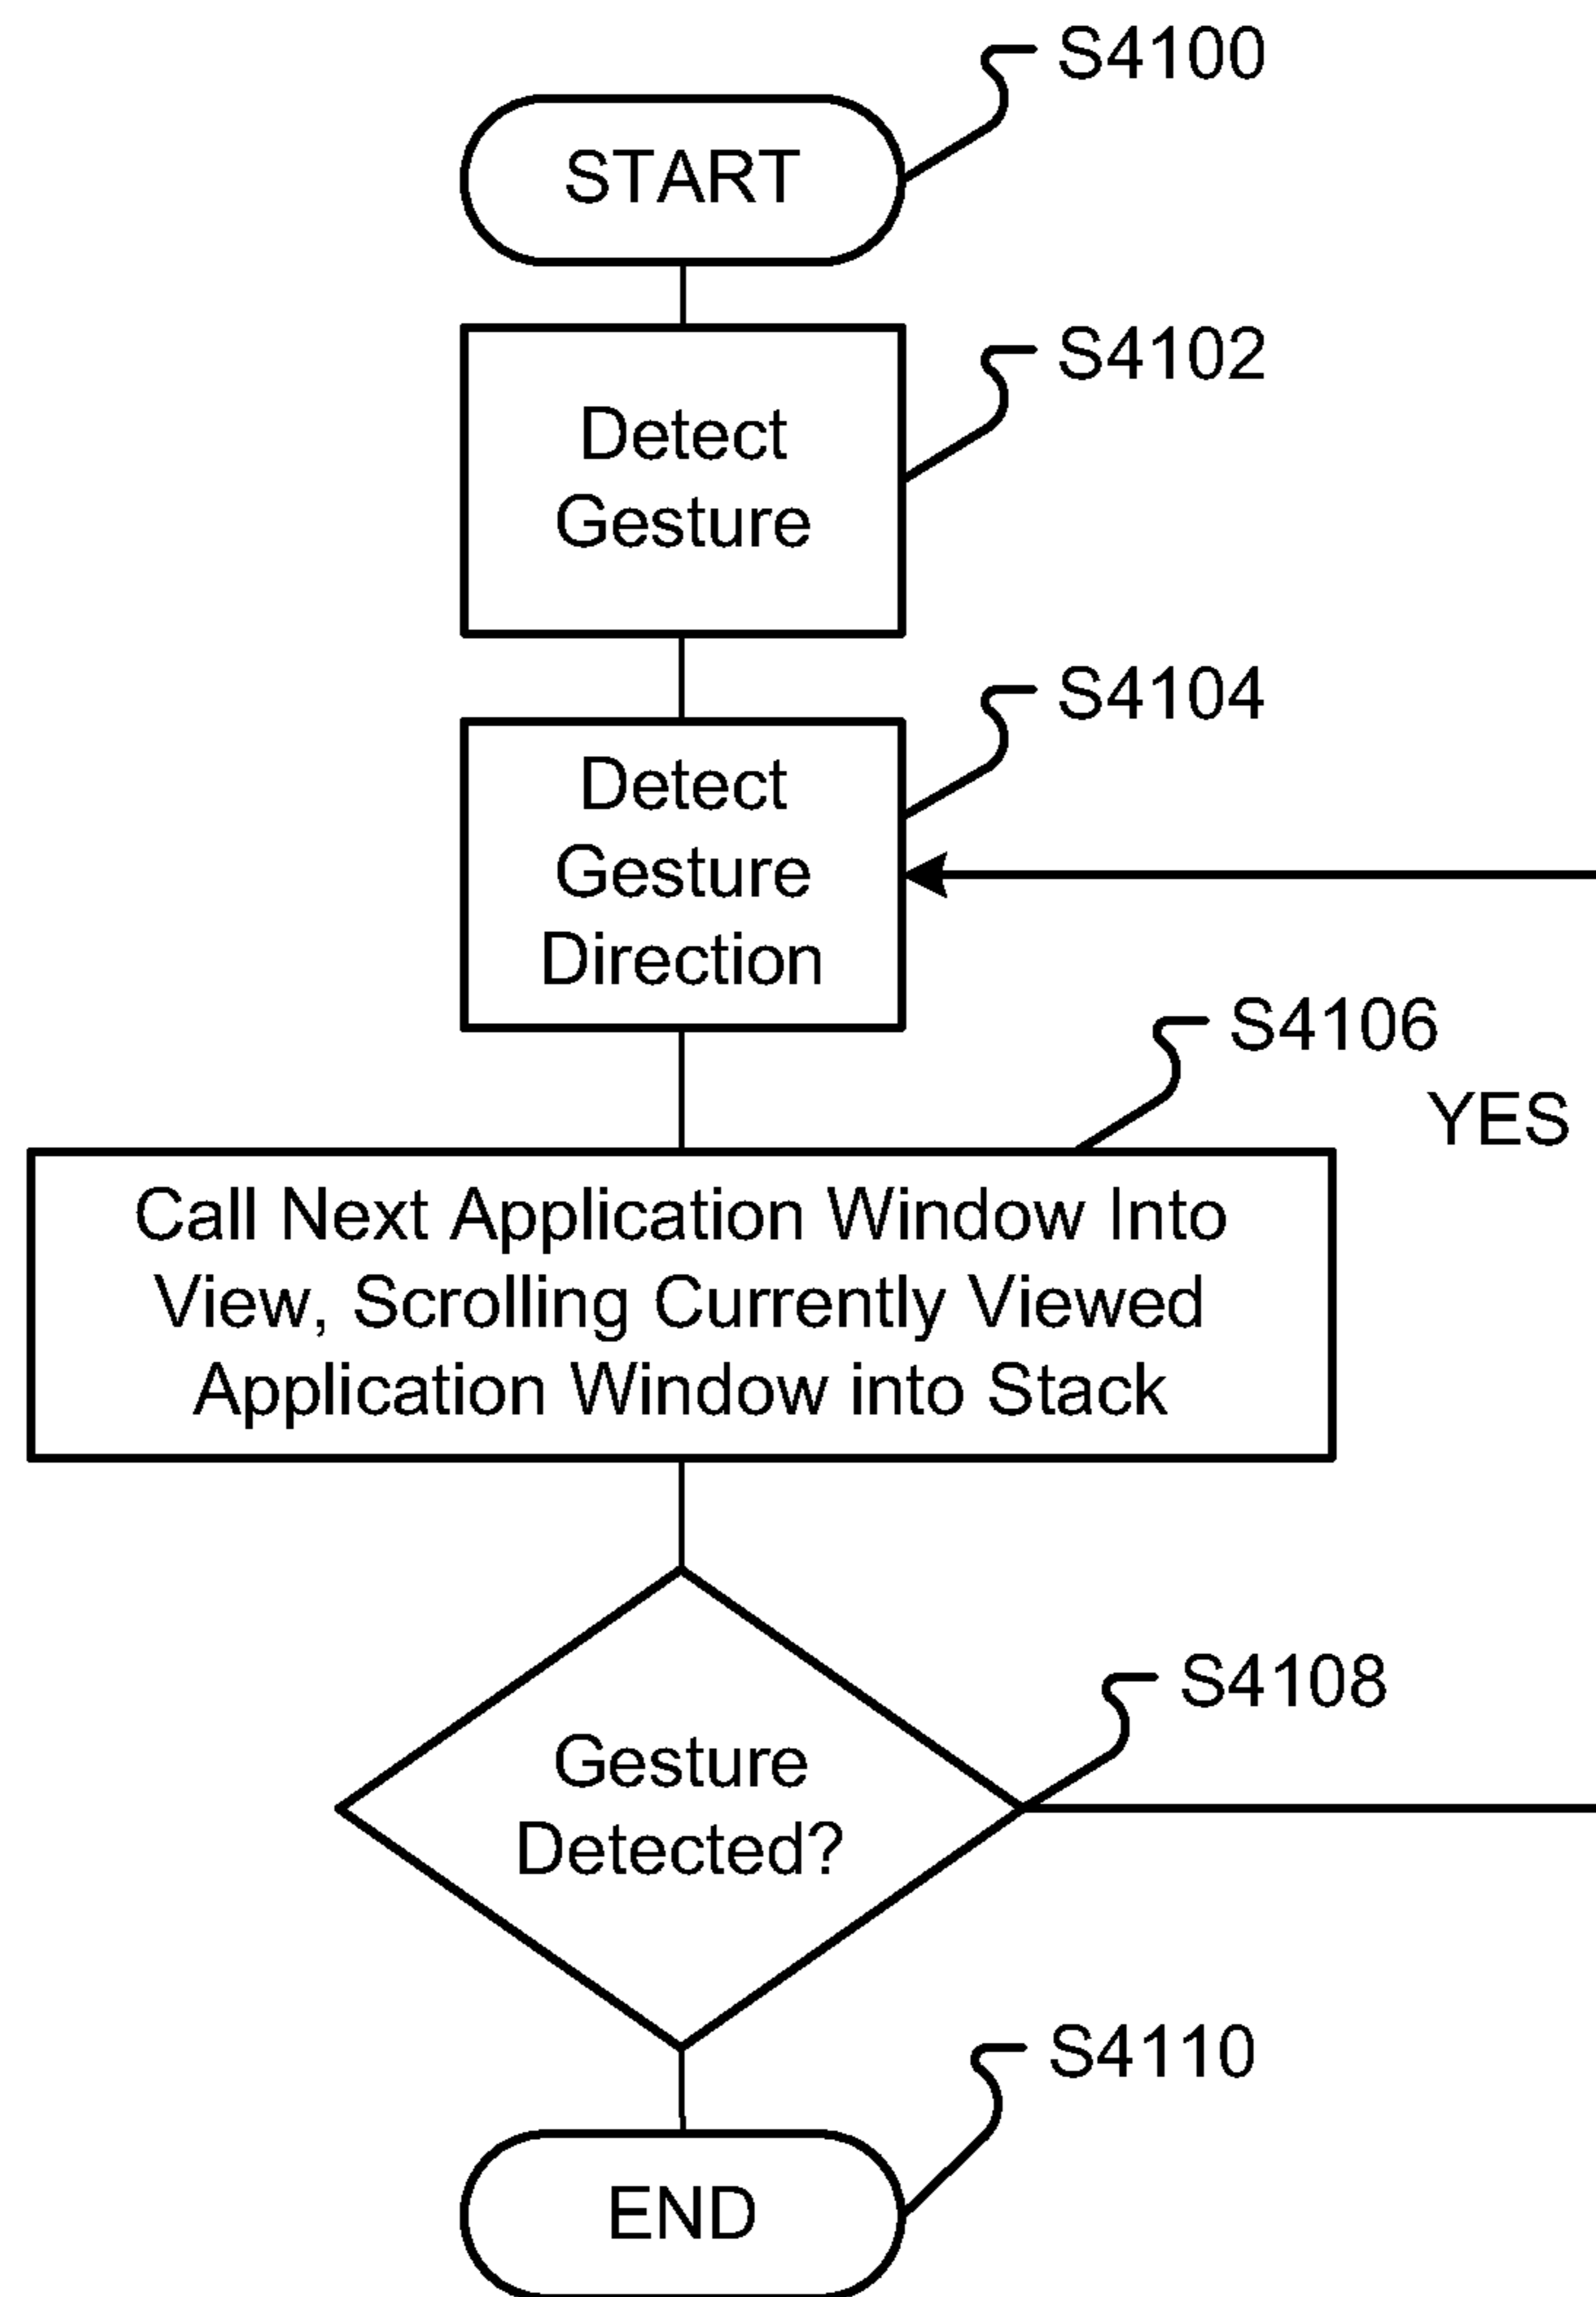 S4100
START
S4102
Detect
Gesture
S4104
Detect
Gesture
Direction
S4106
YES
Call Next Application Window Into
View, Scrolling Currently Viewed
Application Window into Stack
S4108
Gesture
Detected?
S4110
END